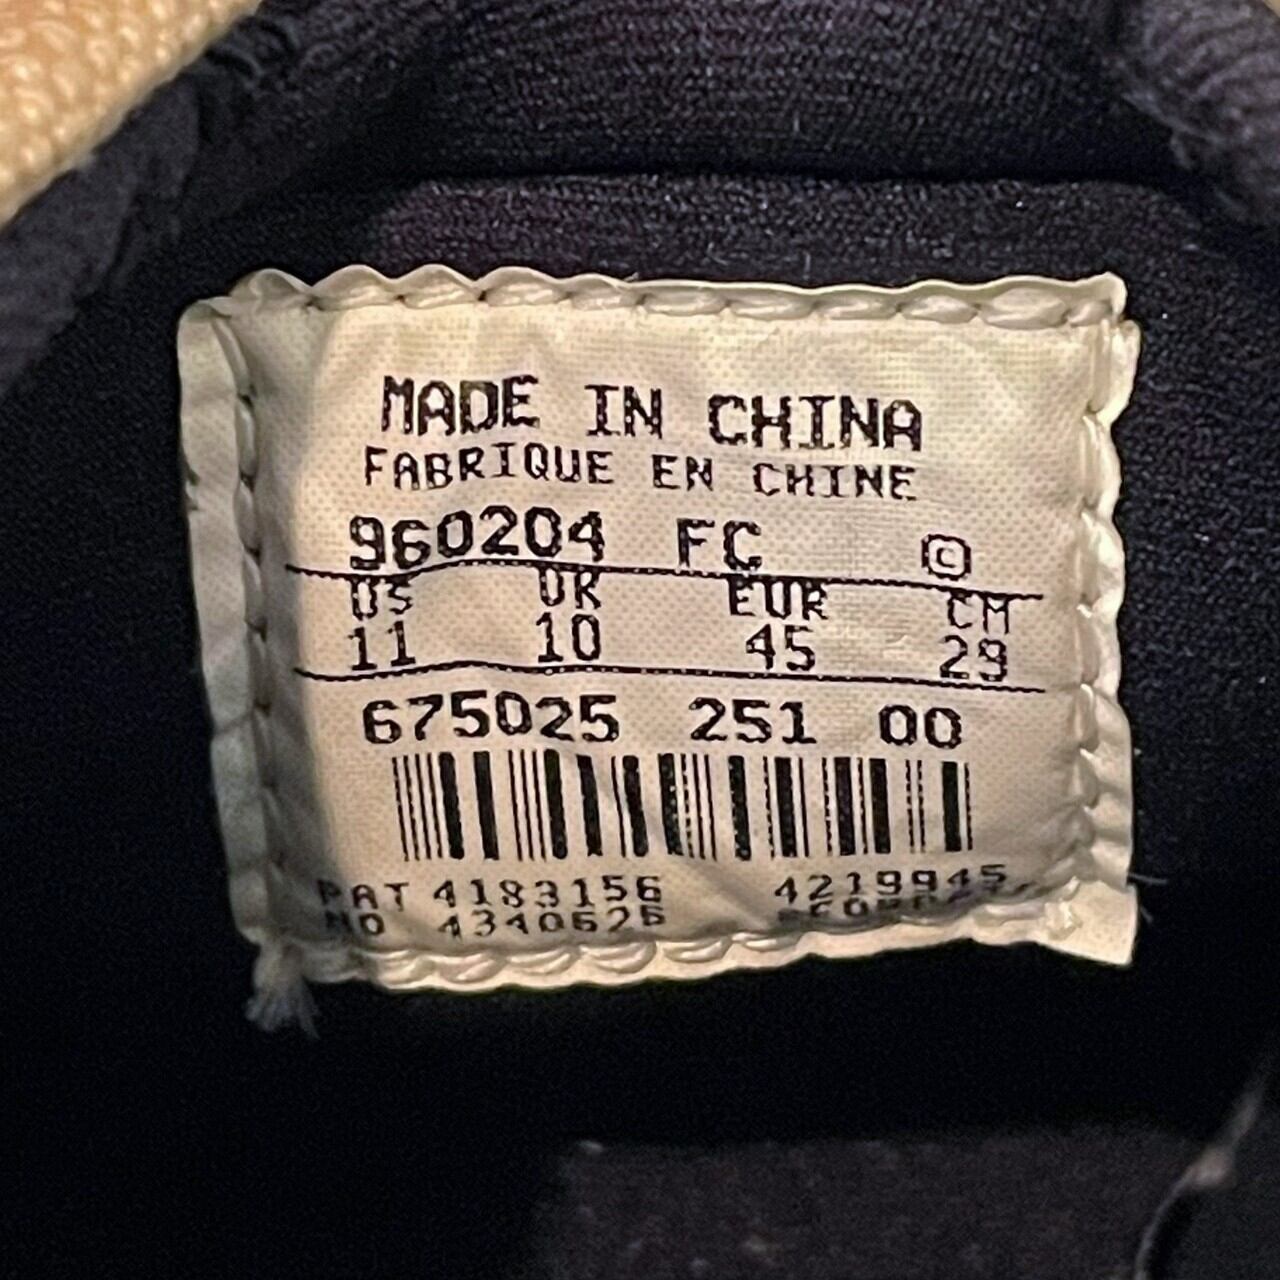 MADE IN CHINA
FABRIQUE EN CHINE
960204 FC ©
US UK EUR CM
11 10 45 29
675025 251 00
PAT 4183156 4219945
NO 4340626